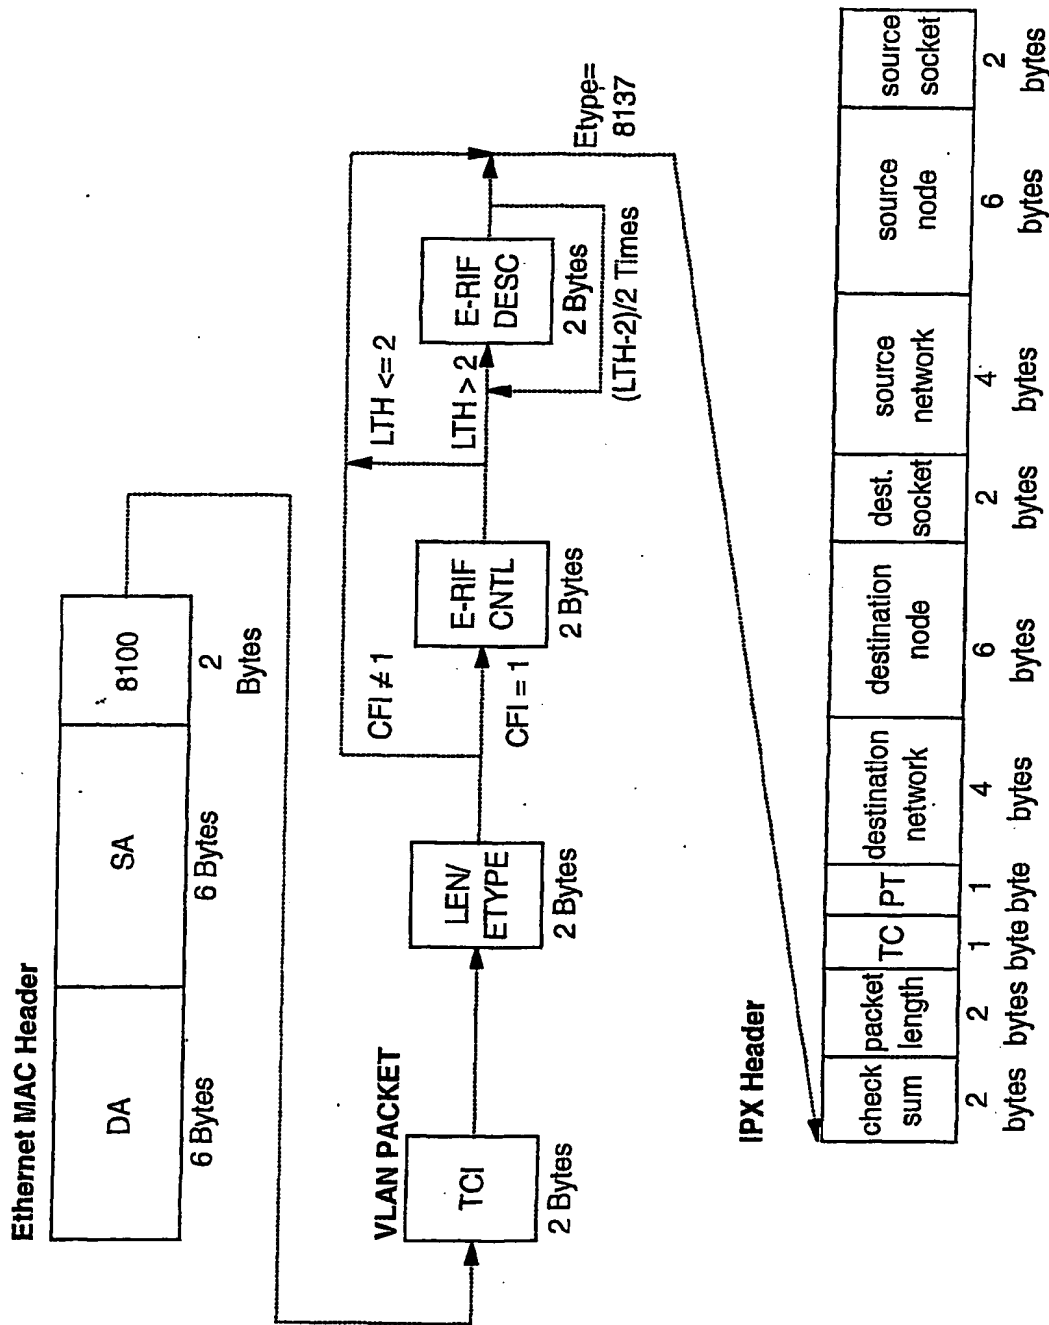 Ethernet MAC Header
DA
SA
8100
6 Bytes
6 Bytes
2
Bytes
VLAN PACKET
TCI
2 Bytes
LEN/
ETYPE
2 Bytes
CFI ≠ 1
CFI = 1
E-RIF
CNTL
2 Bytes
LTH <= 2
LTH > 2
E-RIF
DESC
2 Bytes
(LTH-2)/2 Times
Etype=
8137
IPX Header
check
sum
packet
length
TC
PT
destination
network
destination
node
dest.
socket
source
network
source
node
source
socket
2
bytes
2
bytes
1
byte
1
byte
4
bytes
6
bytes
2
bytes
4
bytes
6
bytes
2
bytes